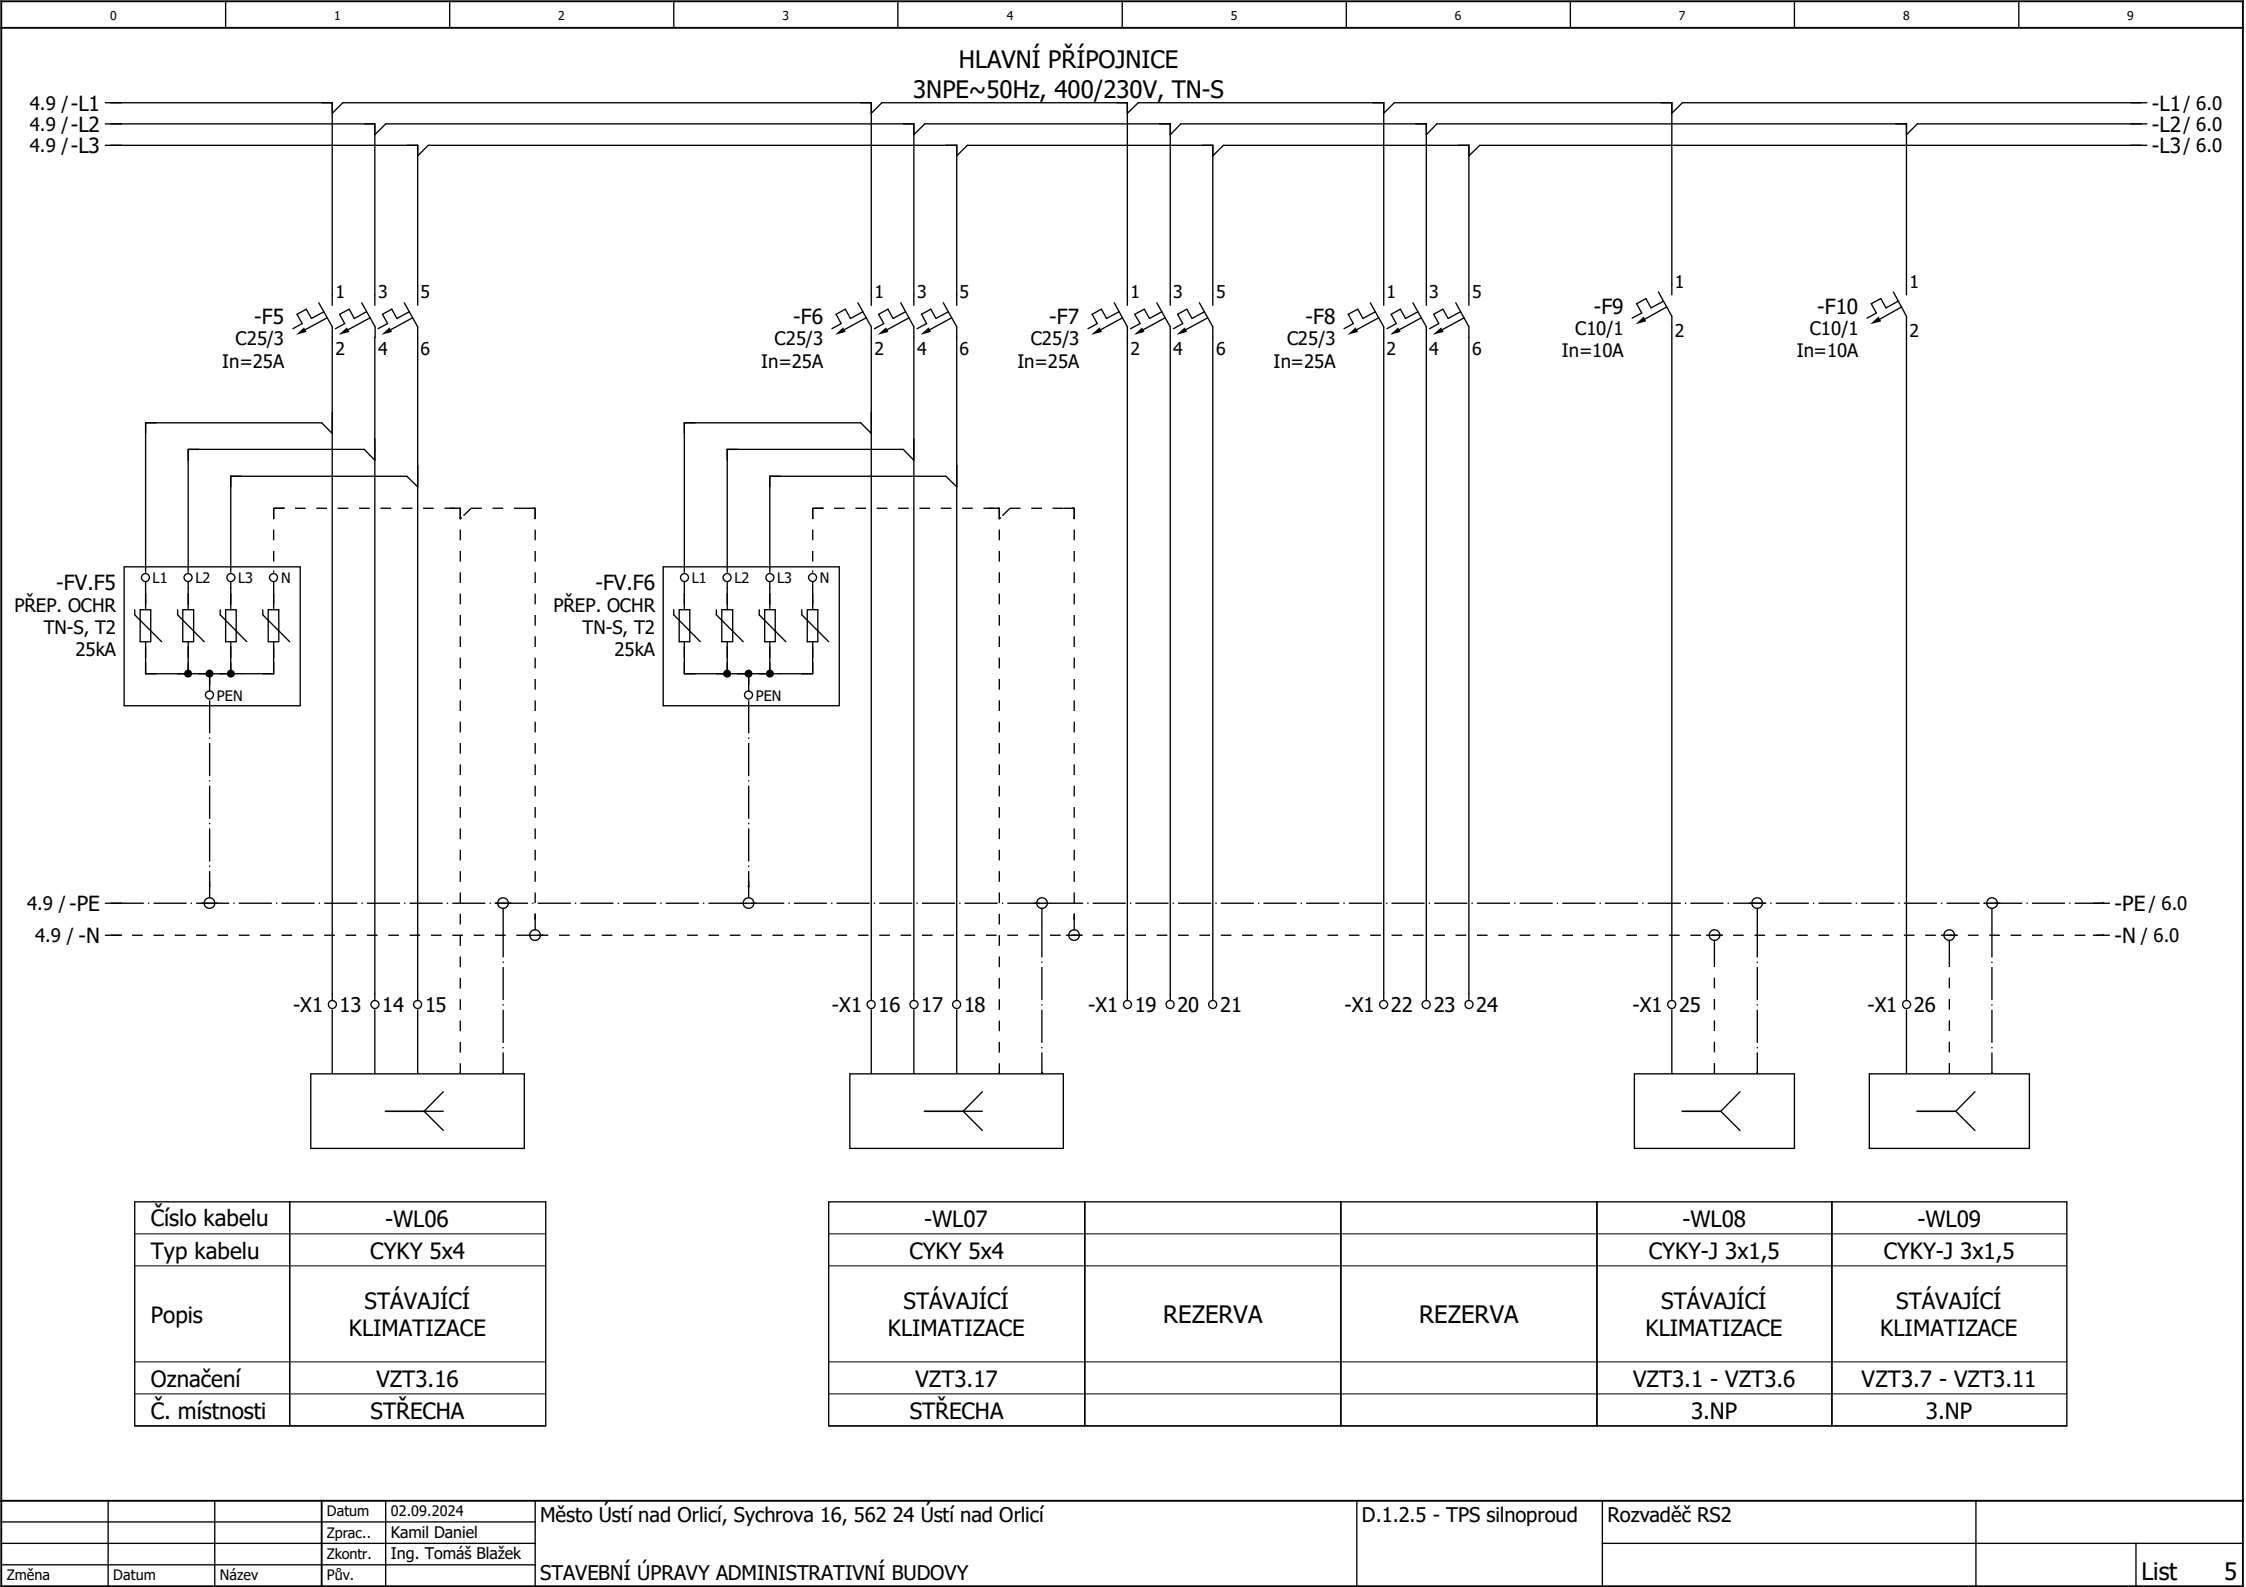 0 1 2 3 4 5 6 7 8 9
HLAVNÍ PŘÍPOJNICE
3NPE~50Hz, 400/230V, TN-S
4.9 /-L1 -L1/ 6.0
4.9 /-L2 -L2/ 6.0
4.9 /-L3 -L3/ 6.0
1 3 5 1 3 5 1 3 5 1 3 5 1 1
-F5 -F6 -F7 -F8 -F9 -F10
C25/3 C25/3 C25/3 C25/3 C10/1 C10/1
In=25A In=25A In=25A In=25A In=10A In=10A
2 4 6 2 4 6 2 4 6 2 4 6 2 2
-FV.F5 L1 L2 L3 N -FV.F6 L1 L2 L3 N
PŘEP. OCHR PŘEP. OCHR
TN-S, T2 TN-S, T2
25kA 25kA
PEN PEN
4.9 /-PE -PE/ 6.0
4.9 / -N -N / 6.0
-X1 13 14 15 -X1 16 17 18 -X1 19 20 21 -X1 22 23 24 -X1 25 -X1 26
Číslo kabelu -WL06 -WL07 -WL08 -WL09
Typ kabelu CYKY 5x4 CYKY 5x4 CYKY-J 3x1,5 CYKY-J 3x1,5
Popis STÁVAJÍCÍ STÁVAJÍCÍ REZERVA REZERVA STÁVAJÍCÍ STÁVAJÍCÍ
KLIMATIZACE KLIMATIZACE KLIMATIZACE KLIMATIZACE
Označení VZT3.16 VZT3.17 VZT3.1 - VZT3.6 VZT3.7 - VZT3.11
Č. místnosti STŘECHA STŘECHA 3.NP 3.NP
Datum 02.09.2024 Město Ústí nad Orlicí, Sychrova 16, 562 24 Ústí nad Orlicí D.1.2.5 - TPS silnoproud Rozvaděč RS2
Zprac.. Kamil Daniel
Zkontr. Ing. Tomáš Blažek
Změna Datum Název Pův. STAVEBNÍ ÚPRAVY ADMINISTRATIVNÍ BUDOVY List 5